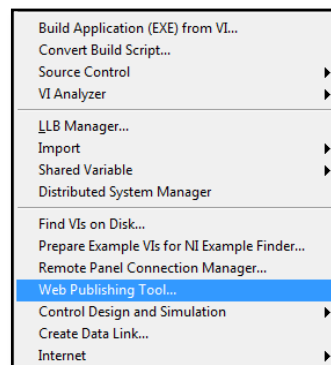 Build Application (EXE) from VI...
Convert Build Script...
Source Control
VI Analyzer
LLB Manager...
Import
Shared Variable
Distributed System Manager
Find VIs on Disk...
Prepare Example VIs for NI Example Finder...
Remote Panel Connection Manager...
Web Publishing Tool...
Control Design and Simulation
Create Data Link...
Internet